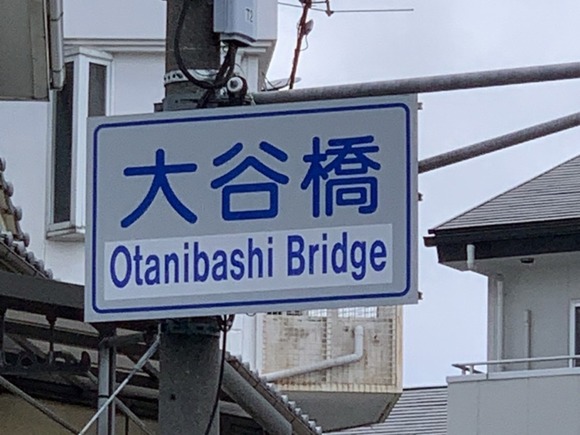 大谷橋
Otanibashi Bridge